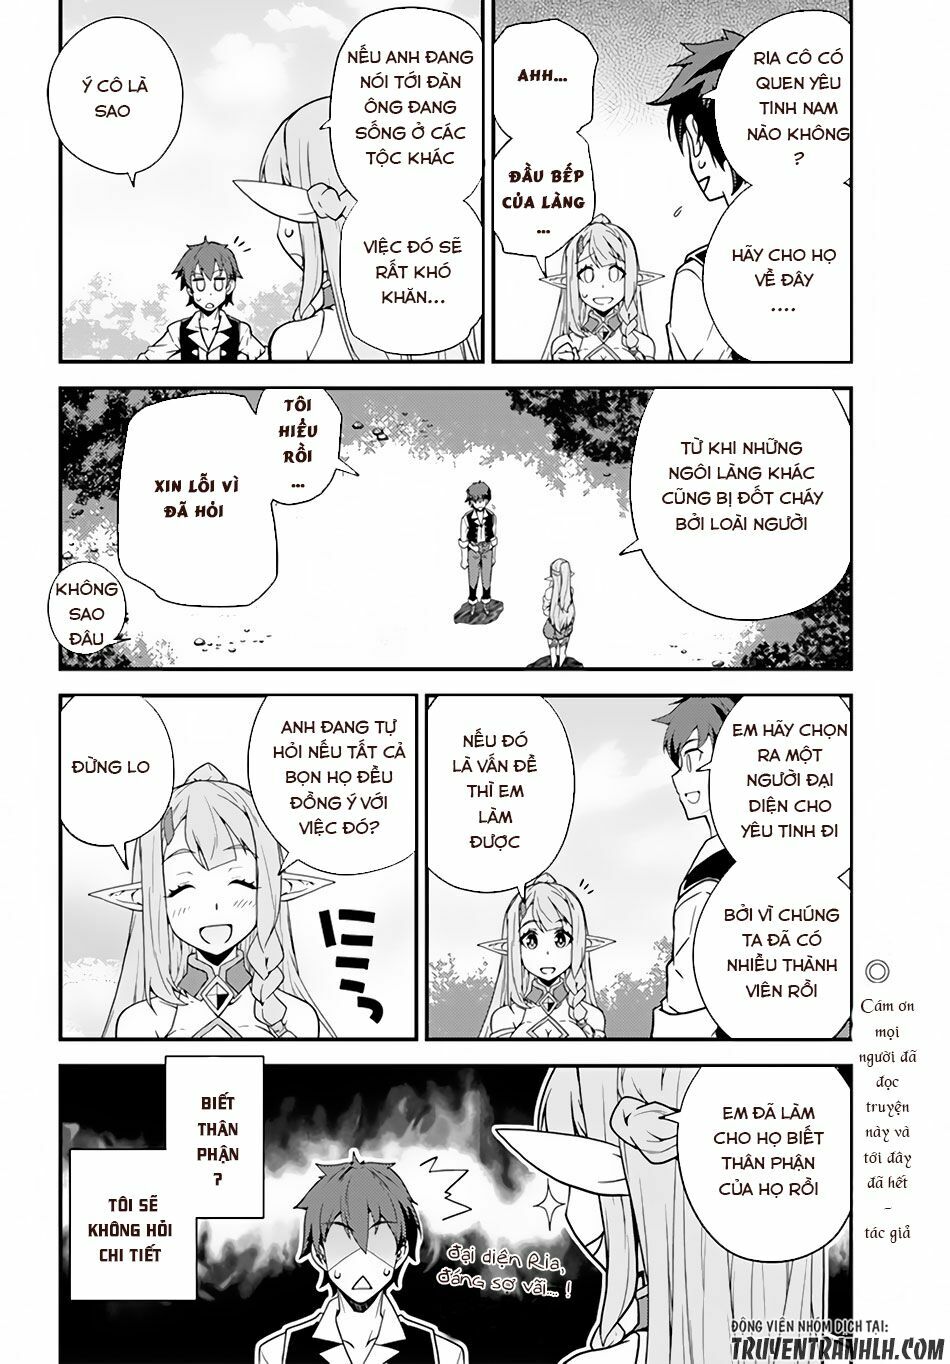 RIA CÔ CÓ
QUEN YÊU
TINH NAM
NÀO KHÔNG
?
HÃY CHO HỌ
VỀ ĐÂY
....
AHH...
ĐẦU BẾP
CỦA LÀNG
...
NẾU ANH ĐANG
NÓI TỚI ĐÀN
ÔNG ĐANG
SỐNG Ở CÁC
TỘC KHÁC
VIỆC ĐÓ SẼ
RẤT KHÓ
KHĂN...
Ý CÔ LÀ
SAO
TỪ KHI NHỮNG
NGÔI LÀNG KHÁC
CŨNG BỊ ĐỐT CHÁY
BỞI LOÀI NGƯỜI
TÔI
HIỂU
RỒI
...
XIN LỖI VÌ
ĐÃ HỎI
KHÔNG
SAO
ĐÂU
EM HÃY CHỌN
RA MỘT
NGƯỜI ĐẠI
DIỆN CHO
YÊU TINH ĐI
BỞI VÌ CHÚNG
TA ĐÃ CÓ
NHIỀU THÀNH
VIÊN RỒI
NẾU ĐÓ
LÀ VẤN ĐỀ
THÌ EM
LÀM
ĐƯỢC
ANH ĐANG TỰ
HỎI NẾU TẤT CẢ
BỌN HỌ ĐỀU
ĐỒNG Ý VỚI
VIỆC ĐÓ?
ĐỪNG LO
にこっ
EM ĐÃ LÀM
CHO HỌ BIẾT
THÂN PHẬN
CỦA HỌ RỒI
BIẾT
THÂN
PHẬN
?
TÔI SẼ
KHÔNG HỎI
CHI TIẾT
đại diện Ria,
đáng sợ vãi... !
Cám ơn
mọi
người đã
đọc
truyện
này và
tới đây
đã hết
-
tác giả
ĐỘNG VIÊN NHÓM DỊCH TẠI:
TRUYENTRANHLH.COM